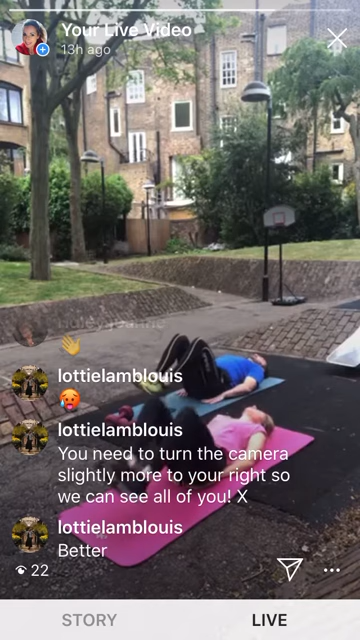 Your Live Video
13h ago
lottielamblouis
lottielamblouis
You need to turn the camera
slightly more to your right so
we can see all of you! X
lottielamblouis
Better
22
STORY
LIVE